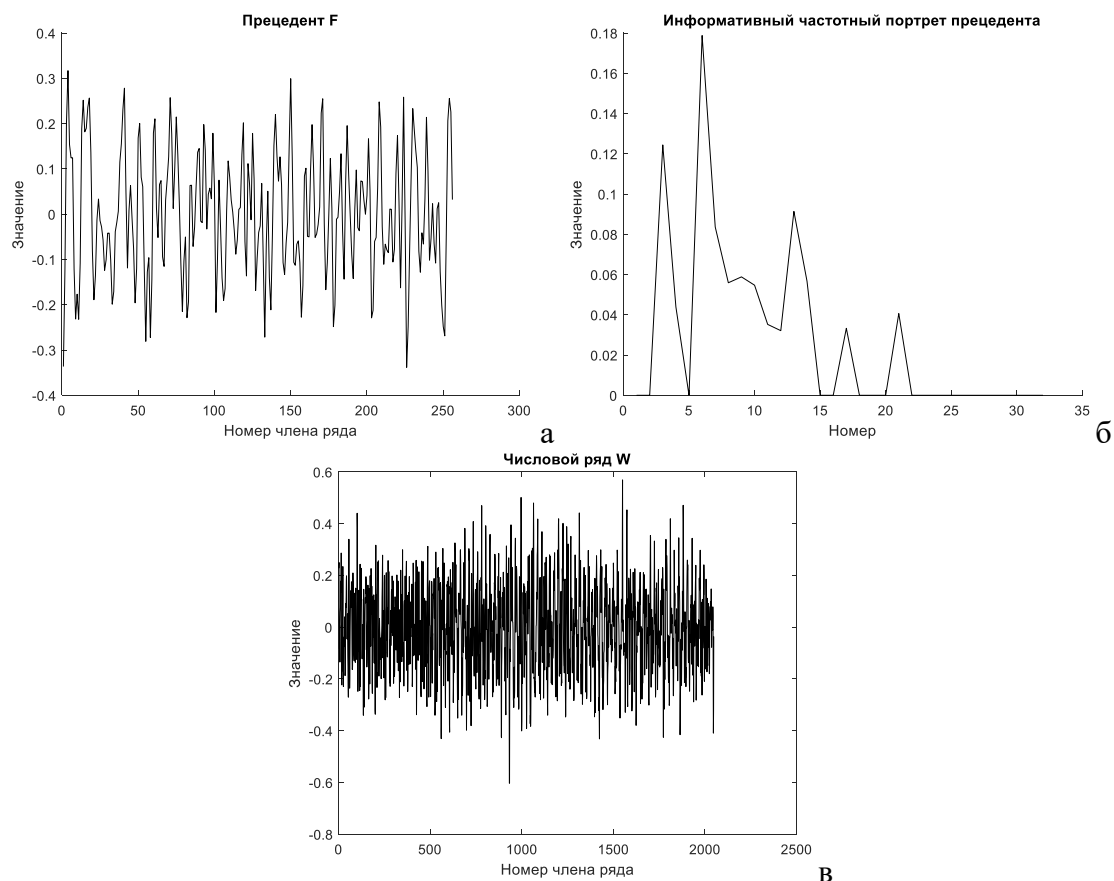 Прецедент F
0.4
0.3
0.2
0.1
0
-0.1
-0.2
-0.3
-0.4
Значение
0 50 100 150 200 250 300
Номер члена ряда
а
Информативный частотный портрет прецедента
0.18
0.16
0.14
0.12
0.1
0.08
0.06
0.04
0.02
0
Значение
0 5 10 15 20 25 30 35
Номер
б
Числовой ряд W
0.6
0.4
0.2
0
-0.2
-0.4
-0.6
-0.8
Значение
0 500 1000 1500 2000 2500
Номер члена ряда
в